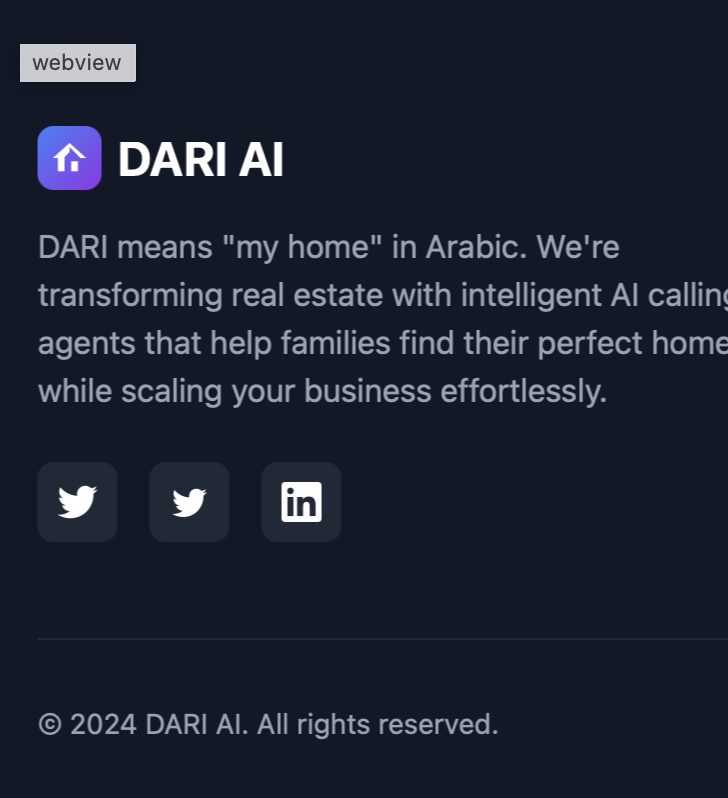 webview
DARI AI
DARI means "my home" in Arabic. We're
transforming real estate with intelligent AI calling
agents that help families find their perfect home
while scaling your business effortlessly.
in
© 2024 DARI AI. All rights reserved.